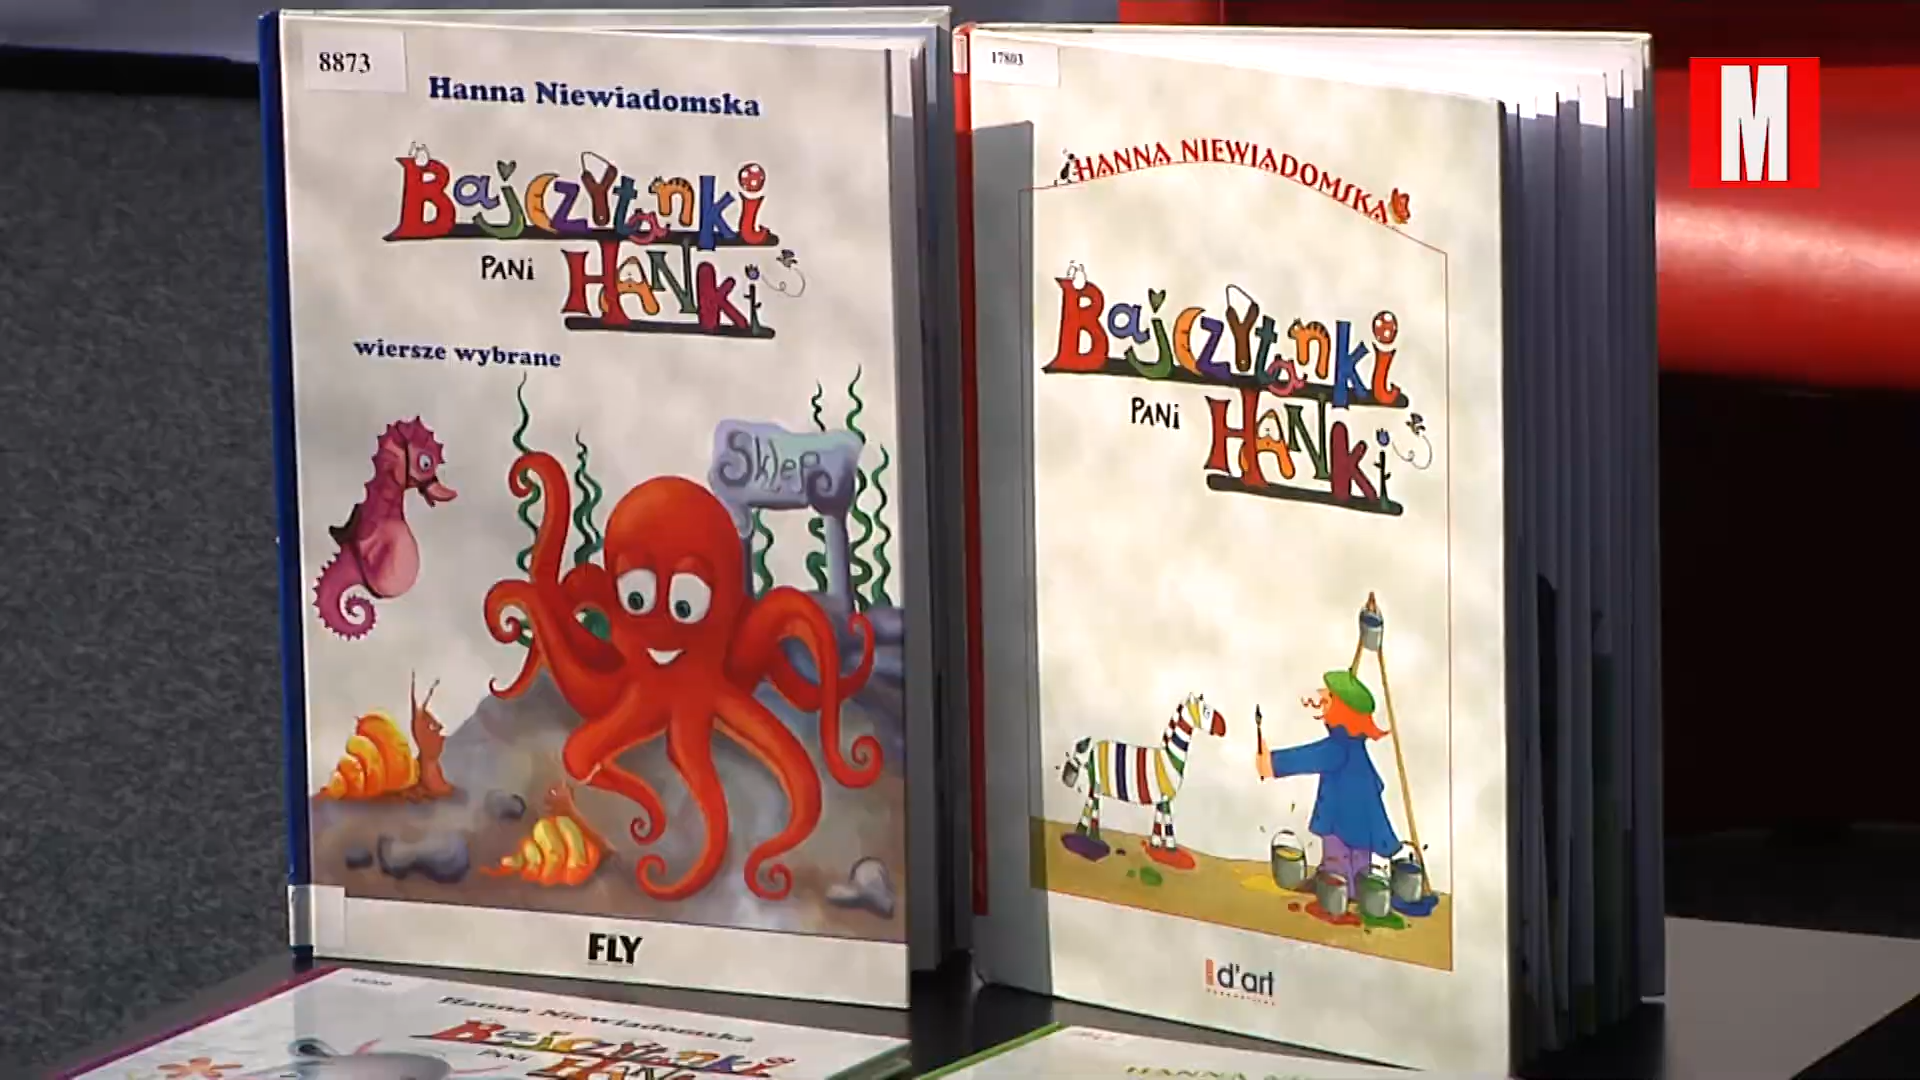 8873
Hanna Niewiadomska
Bajczytanki
PANi HANki
wiersze wybrane
Sklep
FLY
17803
HANNA NIEWIADOMSKA
Bajczytanki
PANi HANki
d'art
M
Hanna Niewiadomska
Bajczytanki
PANi HANki